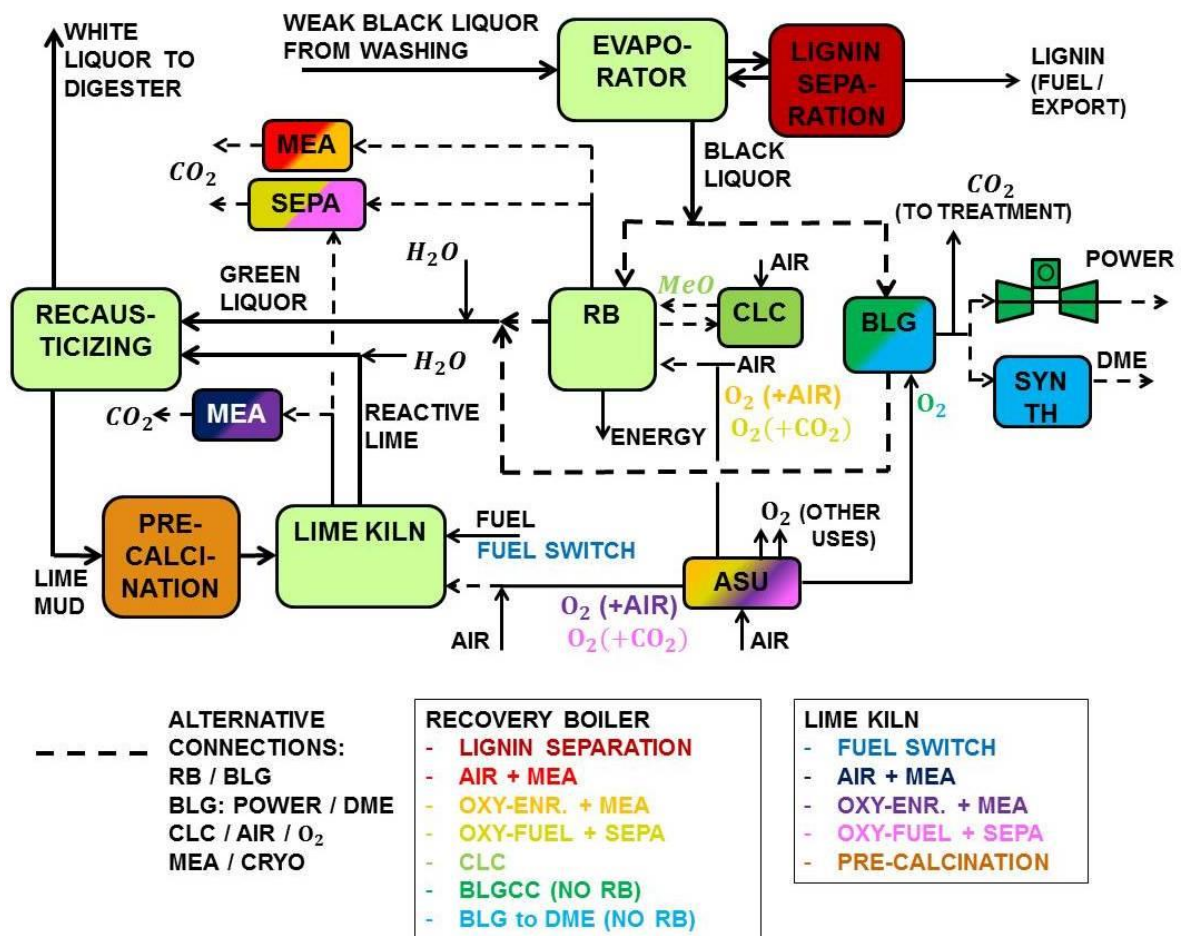 WHITE
LIQUOR TO
DIGESTER
WEAK BLACK LIQUOR
FROM WASHING
EVAPO-
RATOR
LIGNIN
SEPA-
RATION
LIGNIN
(FUEL /
EXPORT)
MEA
CO₂
SEPA
BLACK
LIQUOR
CO₂
(TO TREATMENT)
H₂O
GREEN
LIQUOR
RECAUS-
TICIZING
RB
MeO
AIR
CLC
BLG
POWER
H₂O
AIR
O₂ (+AIR)
O₂(+CO₂)
O₂
SYN
TH
DME
CO₂
MEA
REACTIVE
LIME
ENERGY
PRE-
CALCI-
NATION
LIME KILN
FUEL
FUEL SWITCH
O₂ (OTHER
USES)
LIME
MUD
ASU
AIR
O₂ (+AIR)
O₂(+CO₂)
AIR
ALTERNATIVE
CONNECTIONS:
RB / BLG
BLG: POWER / DME
CLC / AIR / O₂
MEA / CRYO
RECOVERY BOILER
- LIGNIN SEPARATION
- AIR + MEA
- OXY-ENR. + MEA
- OXY-FUEL + SEPA
- CLC
- BLGCC (NO RB)
- BLG to DME (NO RB)
LIME KILN
- FUEL SWITCH
- AIR + MEA
- OXY-ENR. + MEA
- OXY-FUEL + SEPA
- PRE-CALCINATION